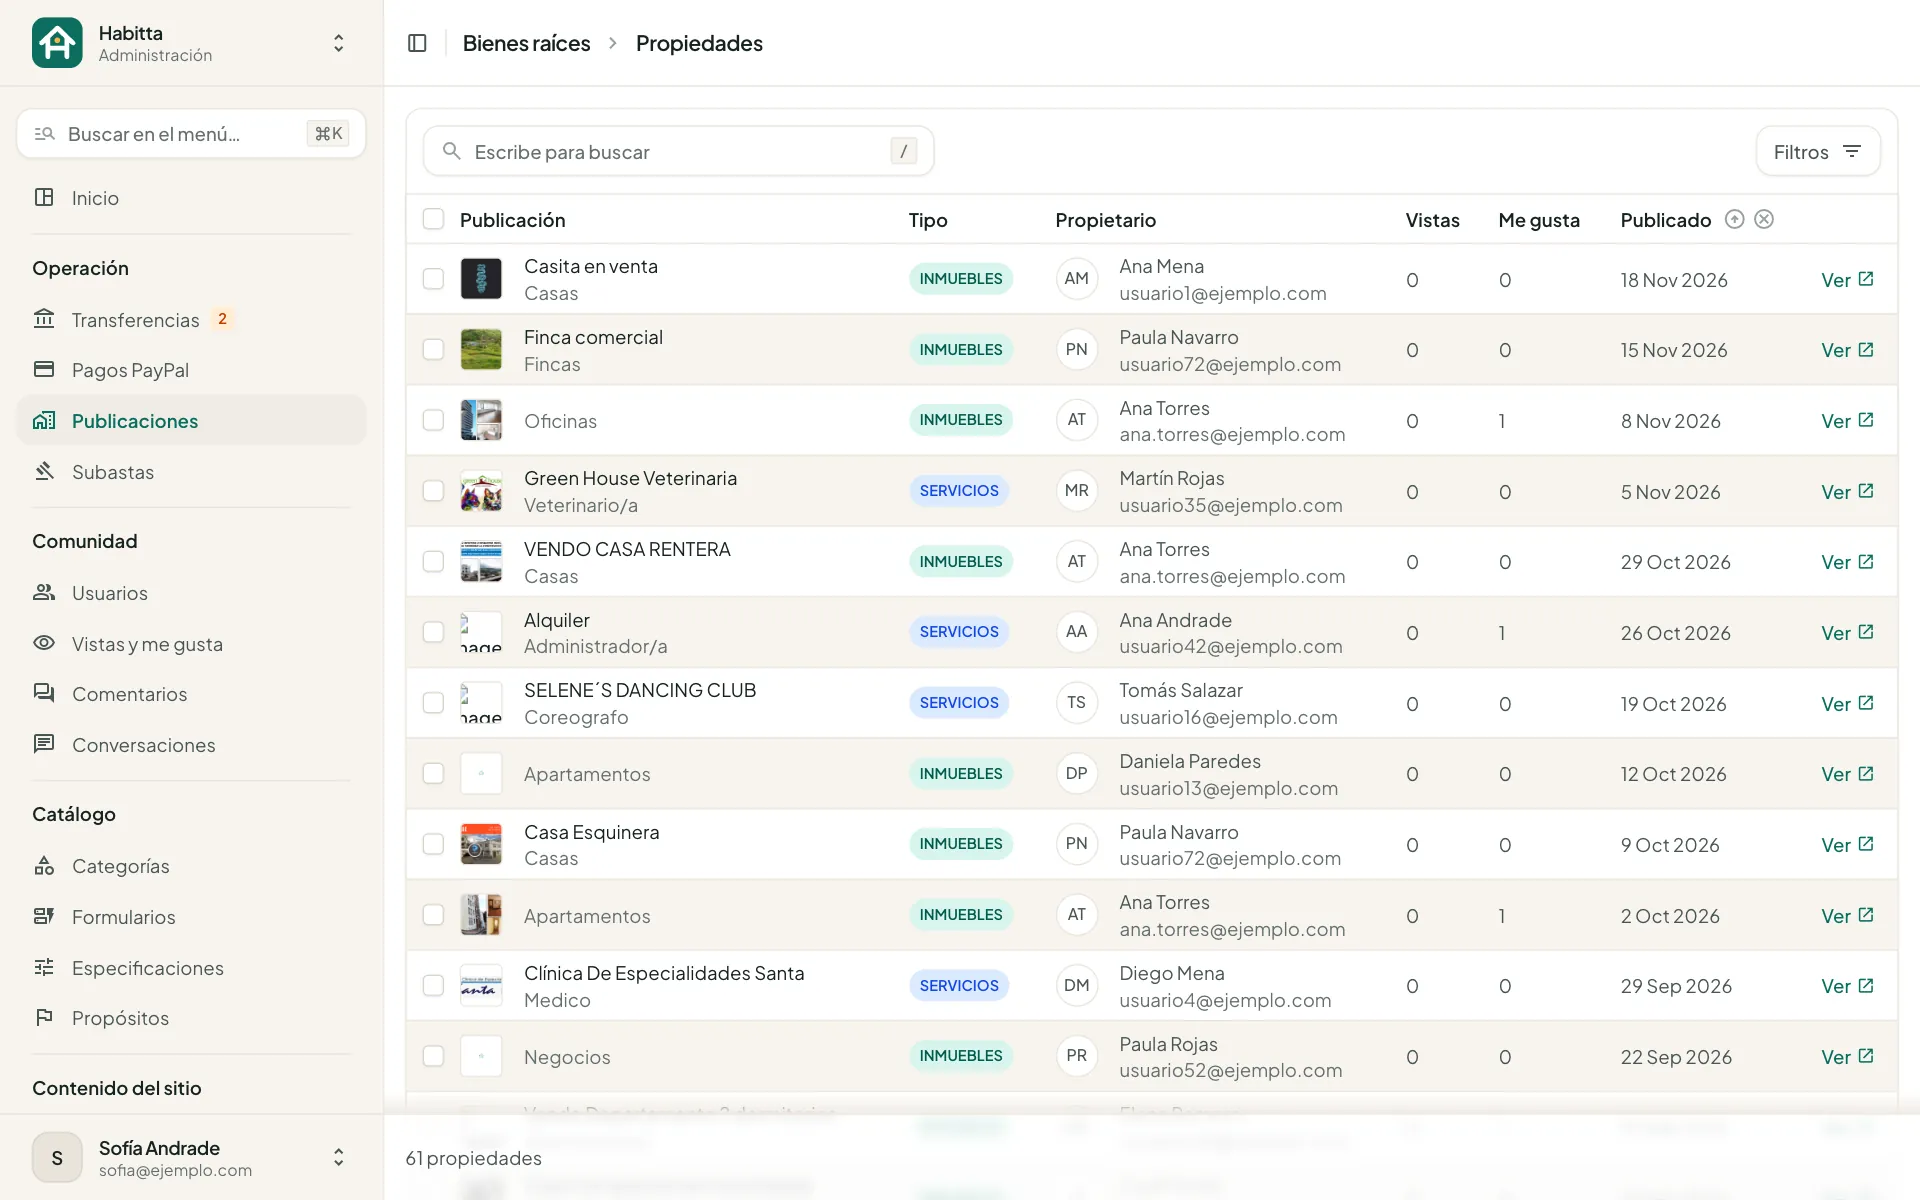 Habitta
Administración
Buscar en el menú...
⌘K
Inicio
Operación
Transferencias 2
Pagos PayPal
Publicaciones
Subastas
Comunidad
Usuarios
Vistas y me gusta
Comentarios
Conversaciones
Catálogo
Categorías
Formularios
Especificaciones
Propósitos
Contenido del sitio
S
Sofía Andrade
sofia@ejemplo.com
Bienes raíces > Propiedades
Escribe para buscar /
Filtros
Publicación Tipo Propietario Vistas Me gusta Publicado
Casita en venta
Casas
INMUEBLES
AM
Ana Mena
usuario1@ejemplo.com
0 0 18 Nov 2026 Ver
Finca comercial
Fincas
INMUEBLES
PN
Paula Navarro
usuario72@ejemplo.com
0 0 15 Nov 2026 Ver
Oficinas
INMUEBLES
AT
Ana Torres
ana.torres@ejemplo.com
0 1 8 Nov 2026 Ver
Green House Veterinaria
Veterinario/a
SERVICIOS
MR
Martín Rojas
usuario35@ejemplo.com
0 0 5 Nov 2026 Ver
VENDO CASA RENTERA
Casas
INMUEBLES
AT
Ana Torres
ana.torres@ejemplo.com
0 0 29 Oct 2026 Ver
Alquiler
Administrador/a
SERVICIOS
AA
Ana Andrade
usuario42@ejemplo.com
0 1 26 Oct 2026 Ver
SELENE´S DANCING CLUB
Coreografo
SERVICIOS
TS
Tomás Salazar
usuario16@ejemplo.com
0 0 19 Oct 2026 Ver
Apartamentos
INMUEBLES
DP
Daniela Paredes
usuario13@ejemplo.com
0 0 12 Oct 2026 Ver
Casa Esquinera
Casas
INMUEBLES
PN
Paula Navarro
usuario72@ejemplo.com
0 0 9 Oct 2026 Ver
Apartamentos
INMUEBLES
AT
Ana Torres
ana.torres@ejemplo.com
0 1 2 Oct 2026 Ver
Clínica De Especialidades Santa
Medico
SERVICIOS
DM
Diego Mena
usuario4@ejemplo.com
0 0 29 Sep 2026 Ver
Negocios
INMUEBLES
PR
Paula Rojas
usuario52@ejemplo.com
0 0 22 Sep 2026 Ver
61 propiedades